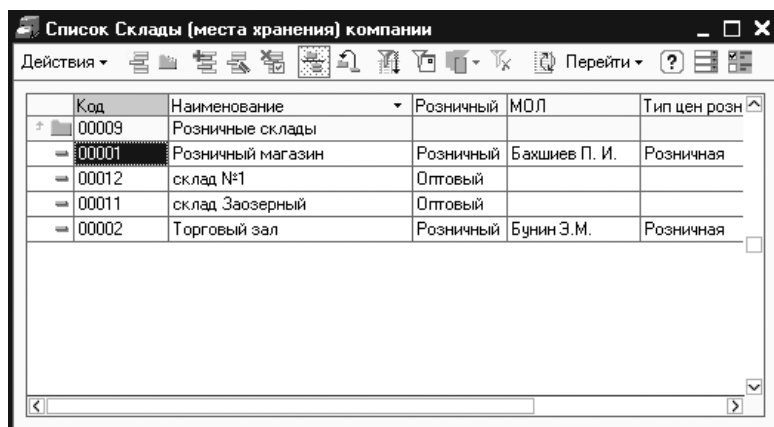 Список Склады (места хранения) компании
Действия Перейти ?
Код Наименование Розничный МОЛ Тип цен розн
00009 Розничные склады
00001 Розничный магазин Розничный Бахшиев П. И. Розничная
00012 склад №1 Оптовый
00011 склад Заозерный Оптовый
00002 Торговый зал Розничный Бунин Э.М. Розничная